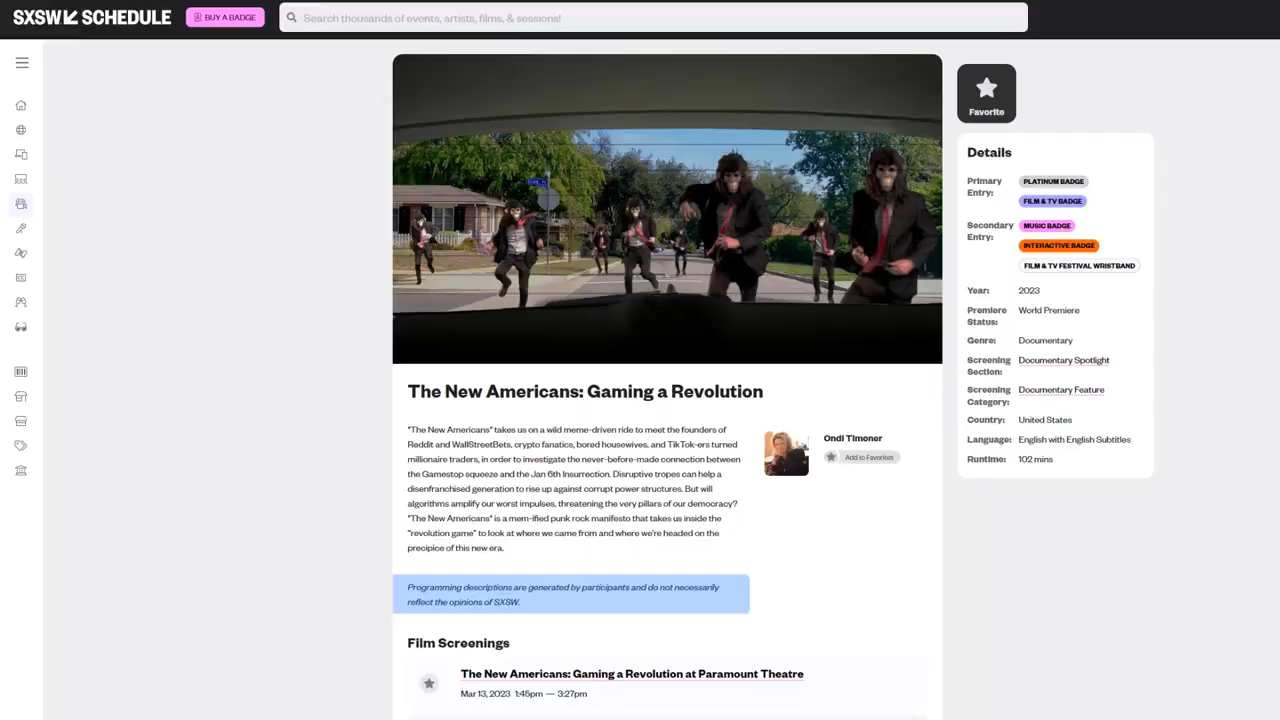 SXSW SCHEDULE
BUY A BADGE
Search thousands of events, artists, films, & sessions!
Favorite
Details
Primary Entry:
PLATINUM BADGE
FILM & TV BADGE
Secondary Entry:
MUSIC BADGE
INTERACTIVE BADGE
FILM & TV FESTIVAL WRISTBAND
Year: 2023
Premiere Status: World Premiere
Genre: Documentary
Screening Section: Documentary Spotlight
Screening Category: Documentary Feature
Country: United States
Language: English with English Subtitles
Runtime: 102 mins
The New Americans: Gaming a Revolution
"The New Americans" takes us on a wild meme-driven ride to meet the founders of
Reddit and WallStreetBets, crypto fanatics, bored housewives, and TikTok-ers turned
millionaire traders, in order to investigate the never-before-made connection between
the Gamestop squeeze and the Jan 6th Insurrection. Disruptive tropes can help a
disenfranchised generation to rise up against corrupt power structures. But will
algorithms amplify our worst impulses, threatening the very pillars of our democracy?
"The New Americans" is a mem-ified punk rock manifesto that takes us inside the
"revolution game" to look at where we came from and where we're headed on the
precipice of this new era.
Ondi Timoner
Add to Favorites
Programming descriptions are generated by participants and do not necessarily
reflect the opinions of SXSW.
Film Screenings
The New Americans: Gaming a Revolution at Paramount Theatre
Mar 13, 2023 1:45pm — 3:27pm